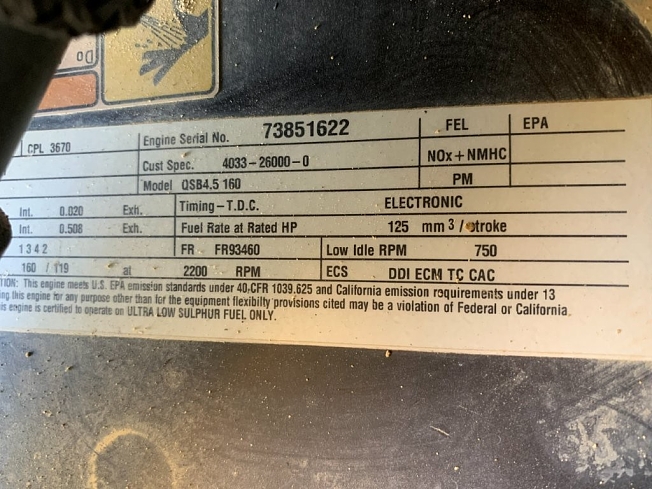 Do
CPL 3670 Engine Serial No. 73851622 FEL EPA
Cust Spec. 4033-26000-0 NOx+NMHC
Model QSB4.5 160 PM
Int. 0.020 Exh. Timing-T.D.C. ELECTRONIC
Int. 0.508 Exh. Fuel Rate at Rated HP 125 mm3/stroke
1342 FR FR93460 Low Idle RPM 750
160 / 119 at 2200 RPM ECS DDI ECM TC CAC
TION: This engine meets U.S. EPA emission standards under 40.CFR 1039.625 and California emission requirements under 13
ing this engine for any purpose other than for the equipment flexibilty provisions cited may be a violation of Federal or California.
is engine is certified to operate on ULTRA LOW SULPHUR FUEL ONLY.